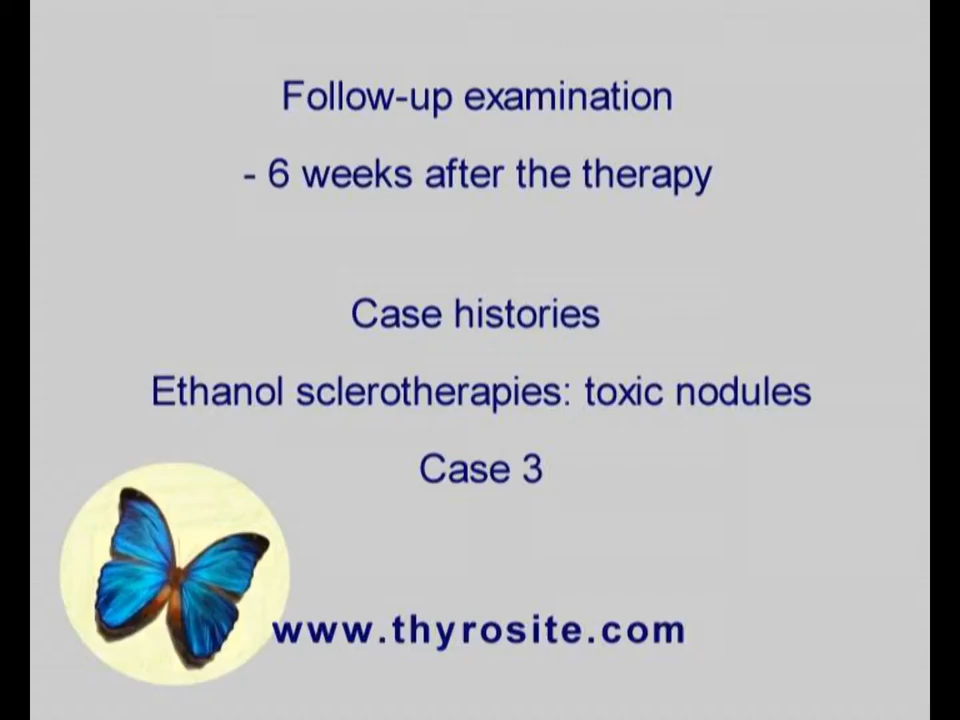 Follow-up examination
- 6 weeks after the therapy
Case histories
Ethanol sclerotherapies: toxic nodules
Case 3
www.thyrosite.com